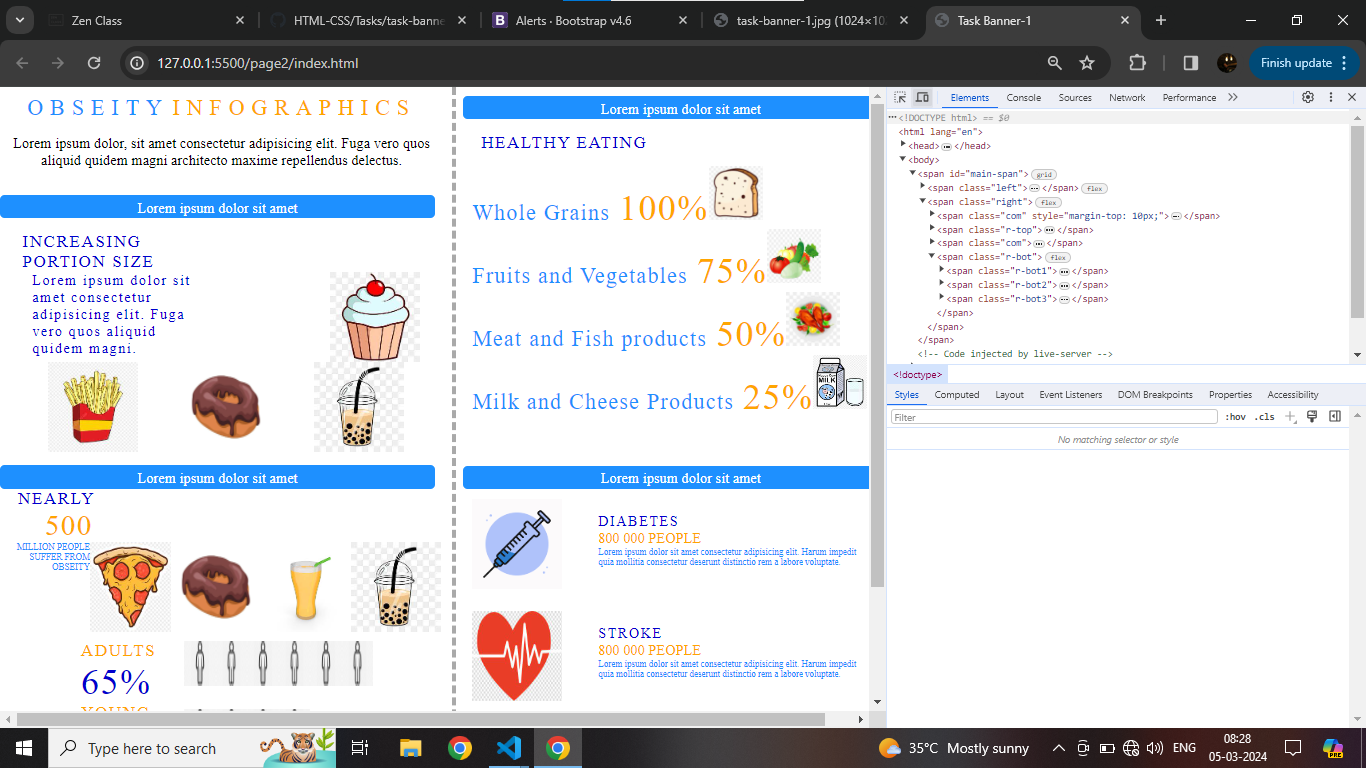 Zen Class
HTML-CSS/Tasks/task-banne
B Alerts · Bootstrap v4.6
task-banner-1.jpg (1024×10
Task Banner-1
127.0.0.1:5500/page2/index.html
Finish update
OBSEITY INFOGRAPHICS
Lorem ipsum dolor, sit amet consectetur adipisicing elit. Fuga vero quos
aliquid quidem magni architecto maxime repellendus delectus.
Lorem ipsum dolor sit amet
INCREASING
PORTION SIZE
Lorem ipsum dolor sit
amet consectetur
adipisicing elit. Fuga
vero quos aliquid
quidem magni.
Lorem ipsum dolor sit amet
NEARLY
500
MILLION PEOPLE
SUFFER FROM
OBSEITY
ADULTS
65%
YOUNG
Lorem ipsum dolor sit amet
HEALTHY EATING
Whole Grains 100%
Fruits and Vegetables 75%
Meat and Fish products 50%
Milk and Cheese Products 25%
MILK
Lorem ipsum dolor sit amet
DIABETES
800 000 PEOPLE
Lorem ipsum dolor sit amet consectetur adipisicing elit. Harum impedit
quia mollitia consectetur deserunt distinctio rem a labore voluptate.
STROKE
800 000 PEOPLE
Lorem ipsum dolor sit amet consectetur adipisicing elit. Harum impedit
quia mollitia consectetur deserunt distinctio rem a labore voluptate.
Elements Console Sources Network Performance
<!DOCTYPE html> == $0
<html lang="en">
<head> </head>
<body>
<span id="main-span"> grid
<span class="left"> </span> flex
<span class="right"> flex
<span class="com" style="margin-top: 10px;"> </span>
<span class="r-top"> </span>
<span class="com"> </span>
<span class="r-bot"> flex
<span class="r-bot1"> </span>
<span class="r-bot2"> </span>
<span class="r-bot3"> </span>
</span>
</span>
</span>
<!-- Code injected by live-server -->
<!doctype>
Styles Computed Layout Event Listeners DOM Breakpoints Properties Accessibility
Filter :hov .cls
No matching selector or style
Type here to search
35°C Mostly sunny
ENG
08:28
05-03-2024
PRE